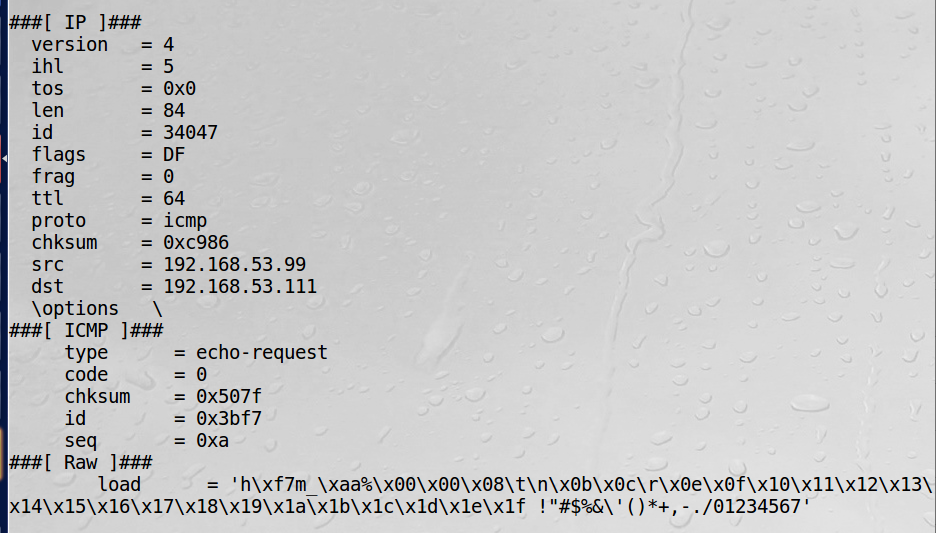 ###[ IP ]###
  version   = 4
  ihl       = 5
  tos       = 0x0
  len       = 84
  id        = 34047
  flags     = DF
  frag      = 0
  ttl       = 64
  proto     = icmp
  chksum    = 0xc986
  src       = 192.168.53.99
  dst       = 192.168.53.111
  \options   \
###[ ICMP ]###
     type      = echo-request
     code      = 0
     chksum    = 0x507f
     id        = 0x3bf7
     seq       = 0xa
###[ Raw ]###
        load      = 'h\xf7m_\xaa%\x00\x00\x08\t\n\x0b\x0c\r\x0e\x0f\x10\x11\x12\x13\
x14\x15\x16\x17\x18\x19\x1a\x1b\x1c\x1d\x1e\x1f !"#$%&\'()*+,-./01234567'